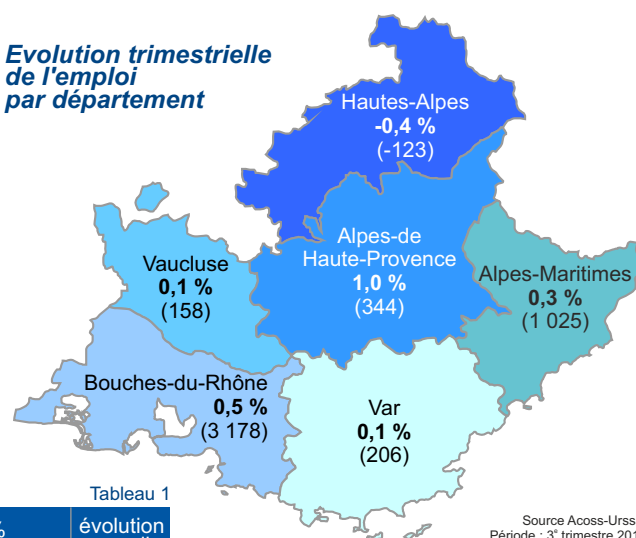 Evolution trimestrielle
de l'emploi
par département
Hautes-Alpes
-0,4 %
(-123)
Alpes-de
Haute-Provence
1,0 %
(344)
Vaucluse
0,1 %
(158)
Alpes-Maritimes
0,3 %
(1 025)
Bouches-du-Rhône
0,5 %
(3 178)
Var
0,1 %
(206)
Tableau 1
%
évolution
Source Acoss-Urss
Période : 3° trimestre 201